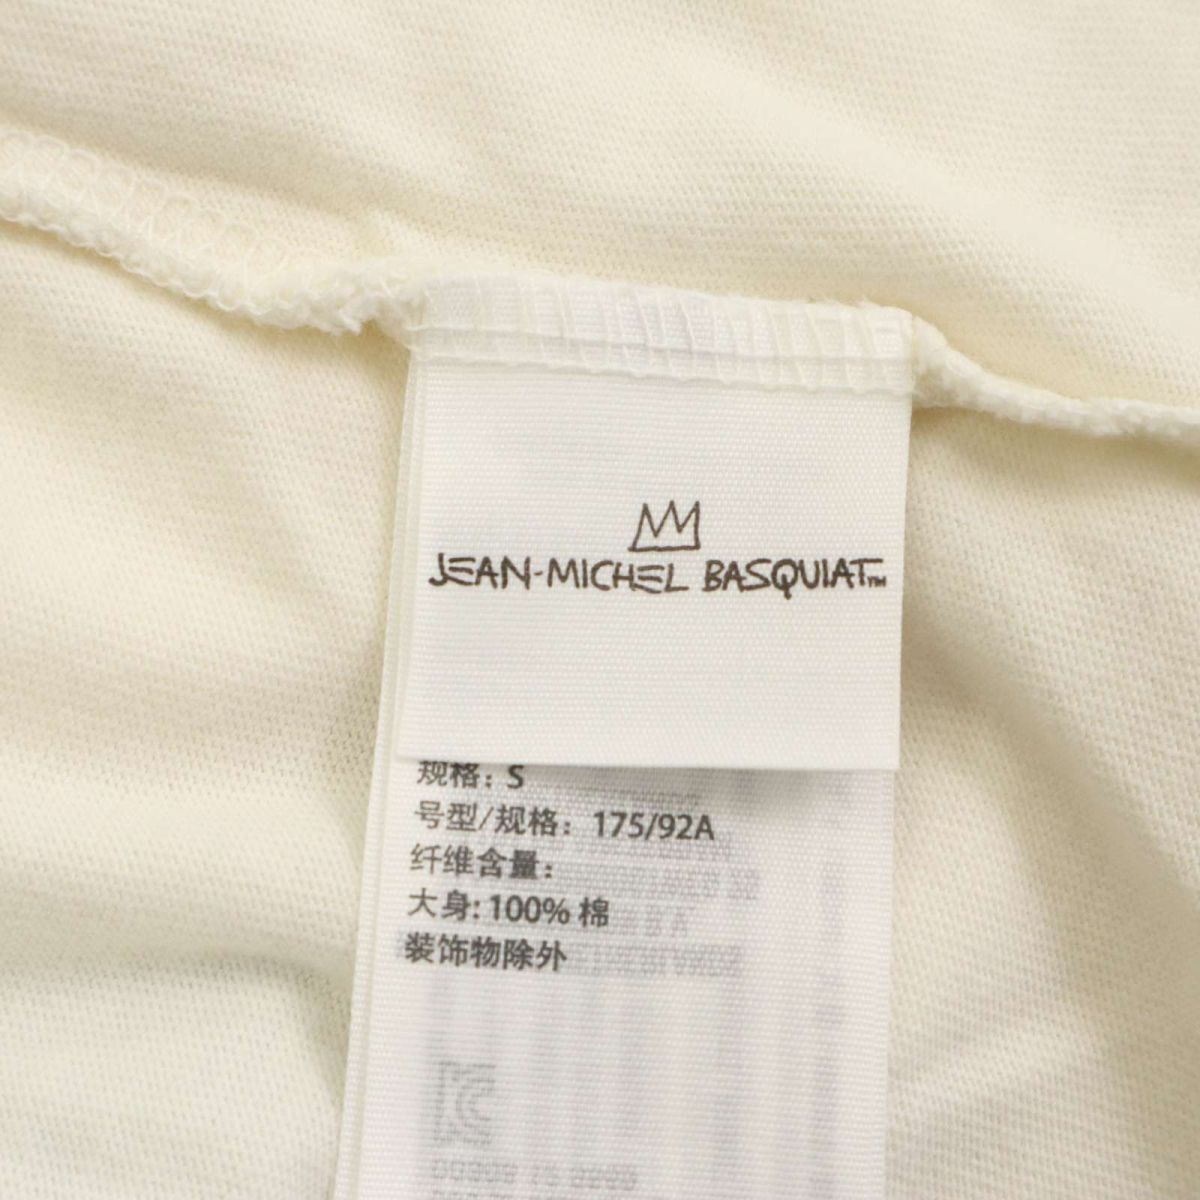 JEAN-MICHEL BASQUIAT™
规格: S
号型/规格: 175/92A
纤维含量:
大身: 100% 棉
装饰物除外